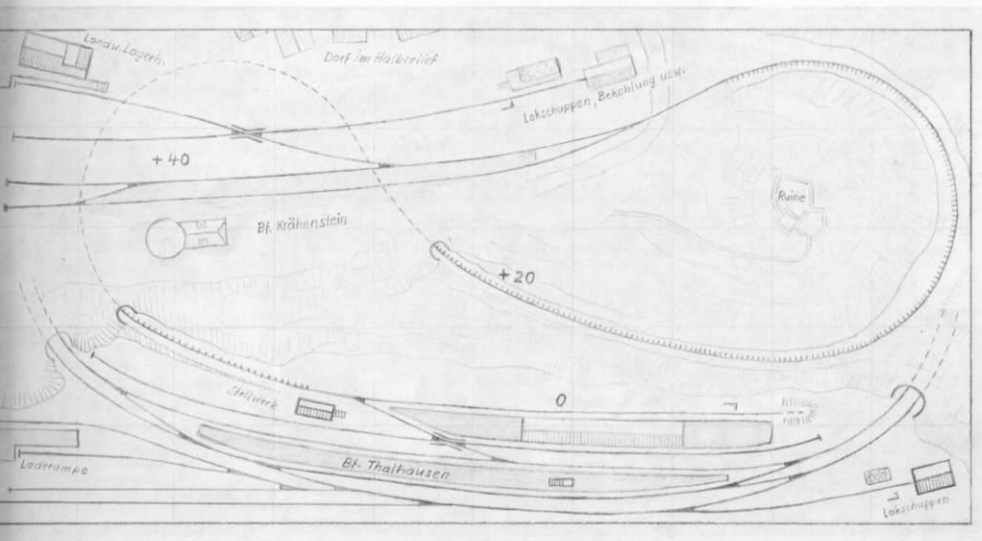 Landw. Lagerh.
Dorf im Halbrelief
Lokschuppen, Bekohlung usw.
+40
Ruine
Bf. Krähenstein
+20
Stellwerk
0
Bf. Thalhausen
Laderampe
Lokschuppen